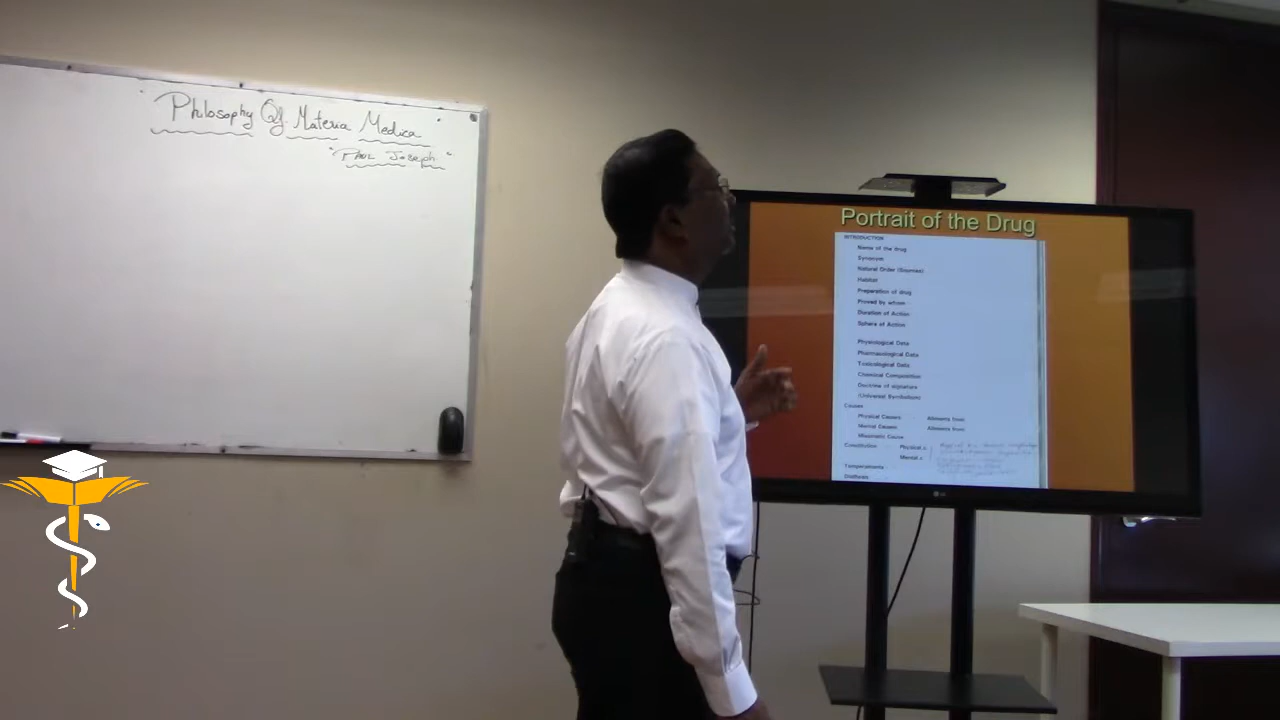 "Philosophy Of Materia Medica"
"Paul Joseph"
Portrait of the Drug
INTRODUCTION
Name of the drug
Synonym
Natural Order (Sources)
Habitat
Preparation of drug
Proved by whom
Duration of Action
Sphere of Action
Physiological Data
Pharmacological Data
Toxicological Data
Chemical Composition
Doctrine of signature
(Universal Symbolism)
Causes
Physical Causes Ailments from
Mental Causes Ailments from
Miasmatic Cause
Constitution Physical
Mental
Temperaments
Diathesis
LG